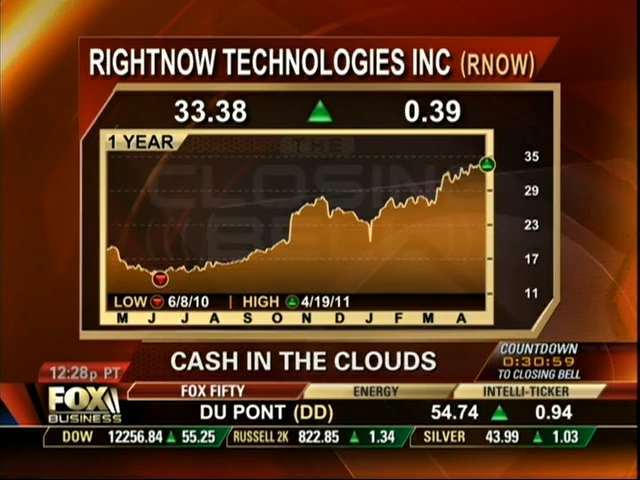 RIGHTNOW TECHNOLOGIES INC (RNOW)
33.38 0.39
1 YEAR
THE
CLOSING
BELL
35
29
23
17
11
LOW 6/8/10 | HIGH 4/19/11
M J J A S O N D J F M A
CASH IN THE CLOUDS
COUNTDOWN
0:30:59
TO CLOSING BELL
12:28p PT
FOX
BUSINESS
FOX FIFTY ENERGY INTELLI-TICKER
DU PONT (DD) 54.74 0.94
DOW 12256.84 55.25 RUSSELL 2K 822.85 1.34 SILVER 43.99 1.03